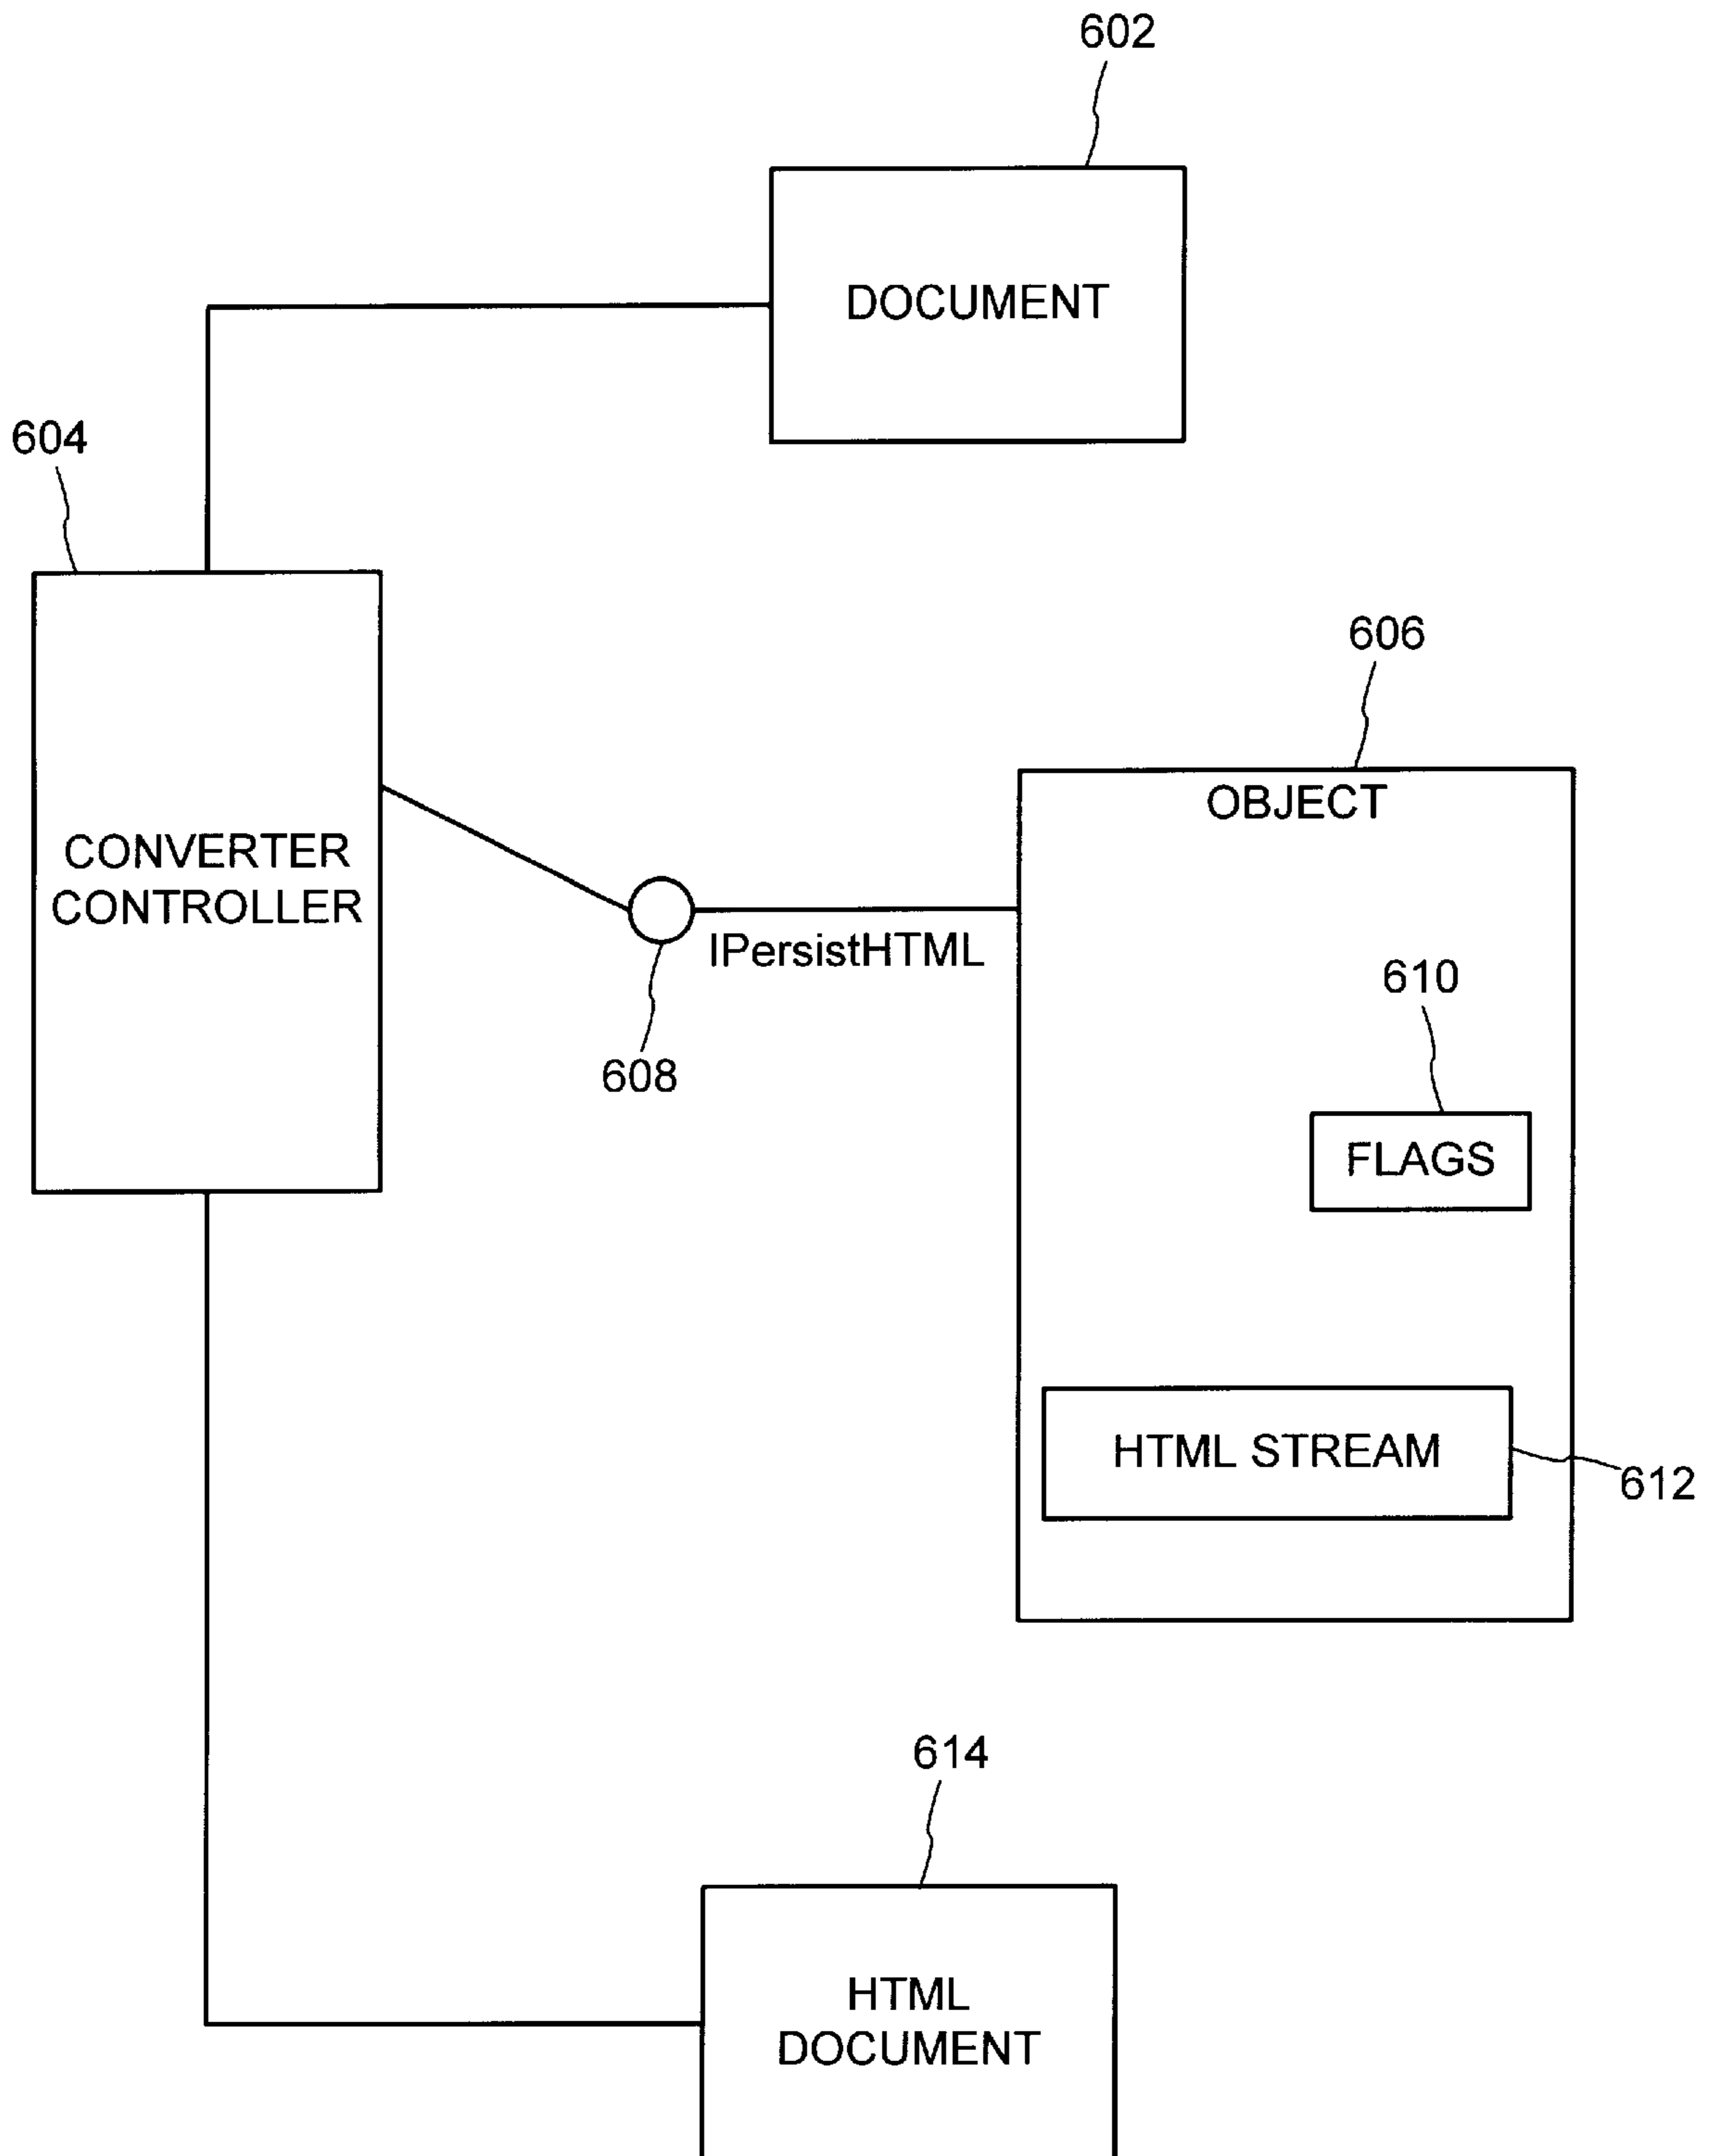 602
DOCUMENT
604
606
OBJECT
CONVERTER
CONTROLLER
IPersistHTML
610
608
FLAGS
HTML STREAM
612
614
HTML
DOCUMENT